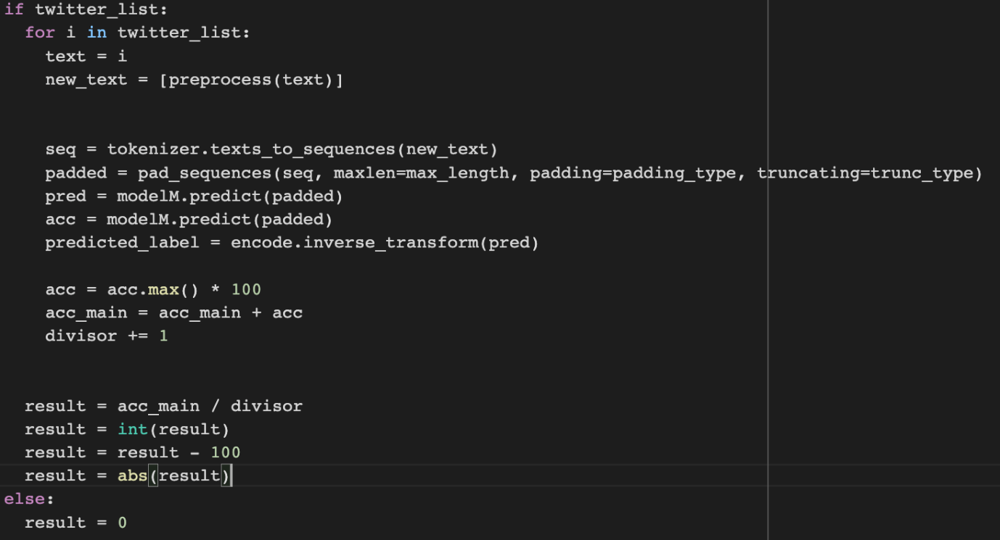 if twitter_list:
  for i in twitter_list:
    text = i
    new_text = [preprocess(text)]
    seq = tokenizer.texts_to_sequences(new_text)
    padded = pad_sequences(seq, maxlen=max_length, padding=padding_type, truncating=trunc_type)
    pred = modelM.predict(padded)
    acc = modelM.predict(padded)
    predicted_label = encode.inverse_transform(pred)
    acc = acc.max() * 100
    acc_main = acc_main + acc
    divisor += 1
  result = acc_main / divisor
  result = int(result)
  result = result - 100
  result = abs(result)
else:
  result = 0